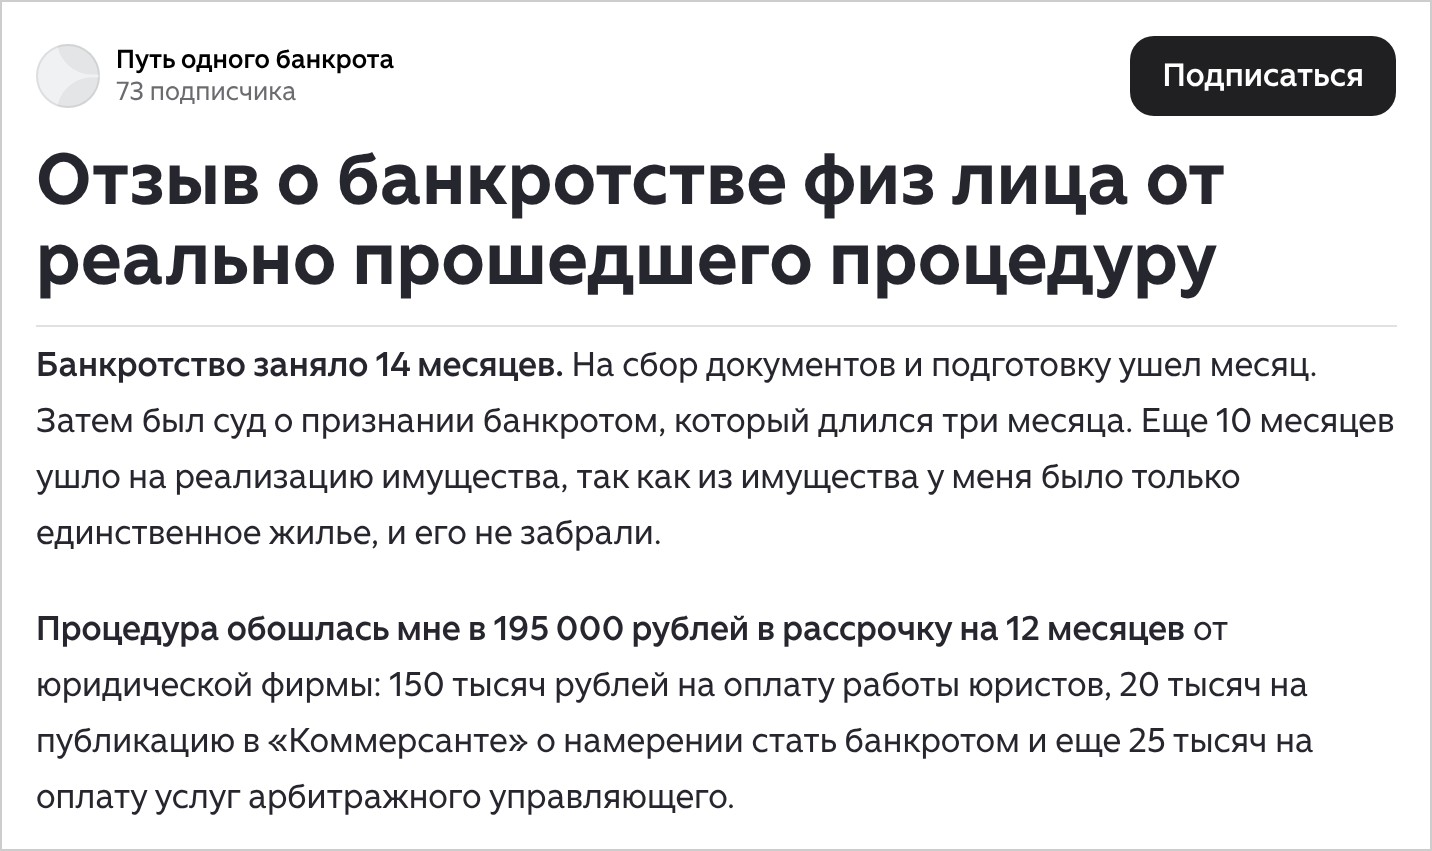 Путь одного банкрота
73 подписчика
Подписаться
Отзыв о банкротстве физ лица от
реально прошедшего процедуру
Банкротство заняло 14 месяцев. На сбор документов и подготовку ушел месяц.
Затем был суд о признании банкротом, который длился три месяца. Еще 10 месяцев
ушло на реализацию имущества, так как из имущества у меня было только
единственное жилье, и его не забрали.
Процедура обошлась мне в 195 000 рублей в рассрочку на 12 месяцев от
юридической фирмы: 150 тысяч рублей на оплату работы юристов, 20 тысяч на
публикацию в «Коммерсанте» о намерении стать банкротом и еще 25 тысяч на
оплату услуг арбитражного управляющего.